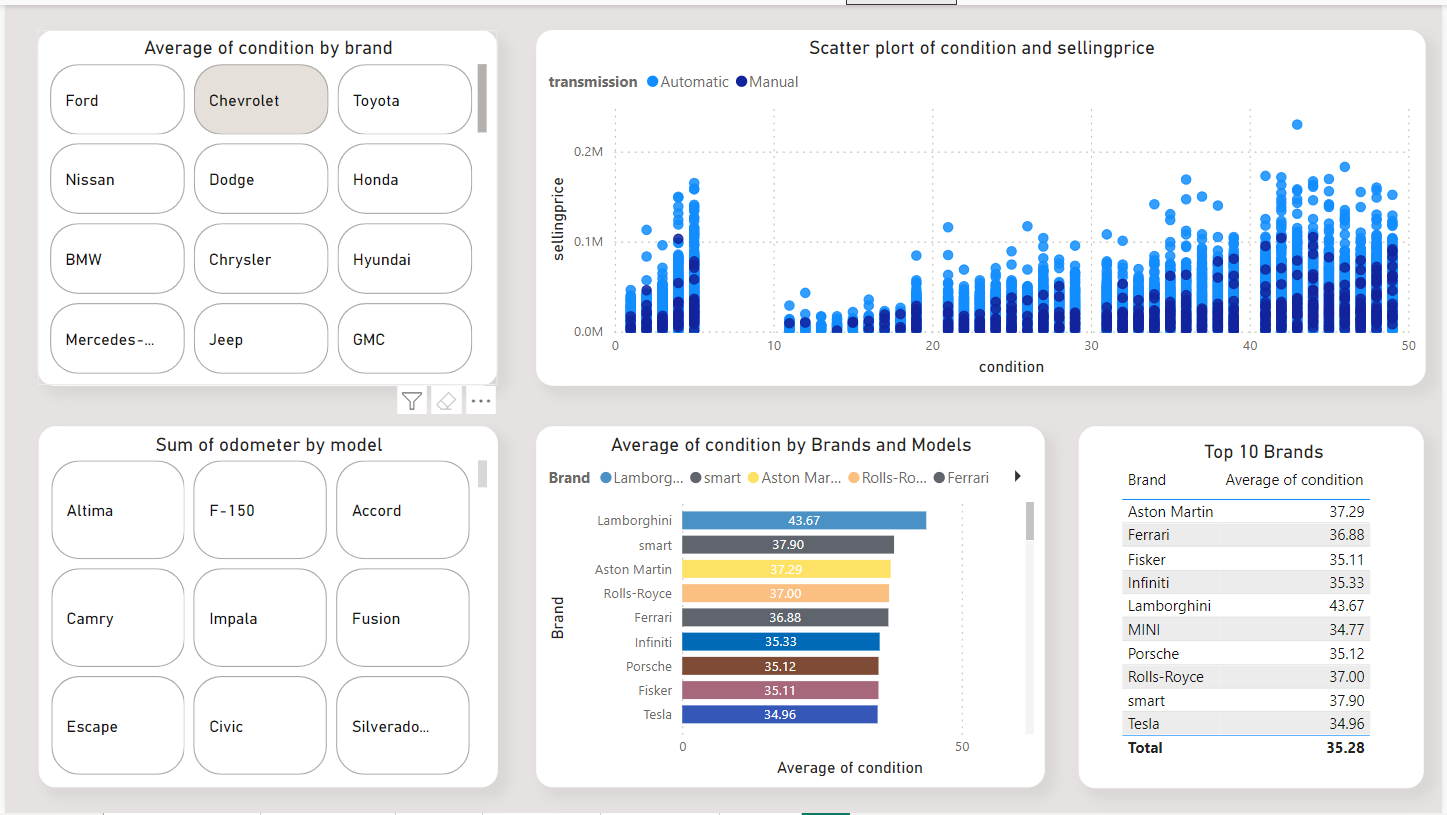 Average of condition by brand
Ford
Chevrolet
Toyota
Nissan
Dodge
Honda
BMW
Chrysler
Hyundai
Mercedes-...
Jeep
GMC
Scatter plort of condition and sellingprice
transmission Automatic Manual
sellingprice
0.2M
0.1M
0.0M
0 10 20 30 40 50
condition
Sum of odometer by model
Altima
F-150
Accord
Camry
Impala
Fusion
Escape
Civic
Silverado...
Average of condition by Brands and Models
Brand Lamborg... smart Aston Mar... Rolls-Ro... Ferrari
Brand
Lamborghini 43.67
smart 37.90
Aston Martin 37.29
Rolls-Royce 37.00
Ferrari 36.88
Infiniti 35.33
Porsche 35.12
Fisker 35.11
Tesla 34.96
0 50
Average of condition
Top 10 Brands
Brand Average of condition
Aston Martin 37.29
Ferrari 36.88
Fisker 35.11
Infiniti 35.33
Lamborghini 43.67
MINI 34.77
Porsche 35.12
Rolls-Royce 37.00
smart 37.90
Tesla 34.96
Total 35.28